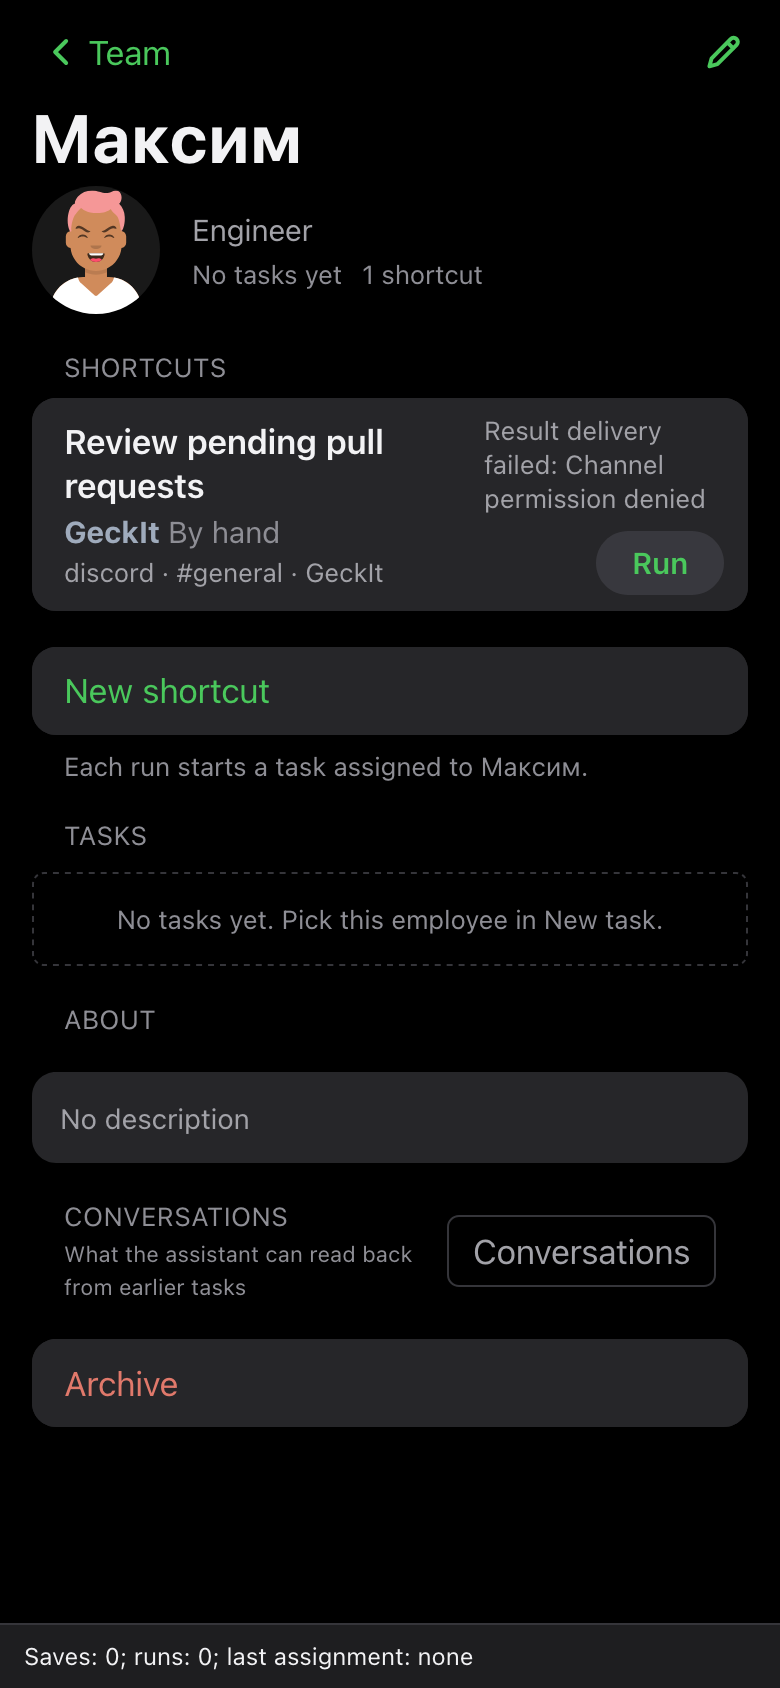 Team
Максим
Engineer
No tasks yet 1 shortcut
SHORTCUTS
Review pending pull
requests
GeckIt By hand
discord · #general · GeckIt
Result delivery
failed: Channel
permission denied
Run
New shortcut
Each run starts a task assigned to Максим.
TASKS
No tasks yet. Pick this employee in New task.
ABOUT
No description
CONVERSATIONS
What the assistant can read back
from earlier tasks
Conversations
Archive
Saves: 0; runs: 0; last assignment: none